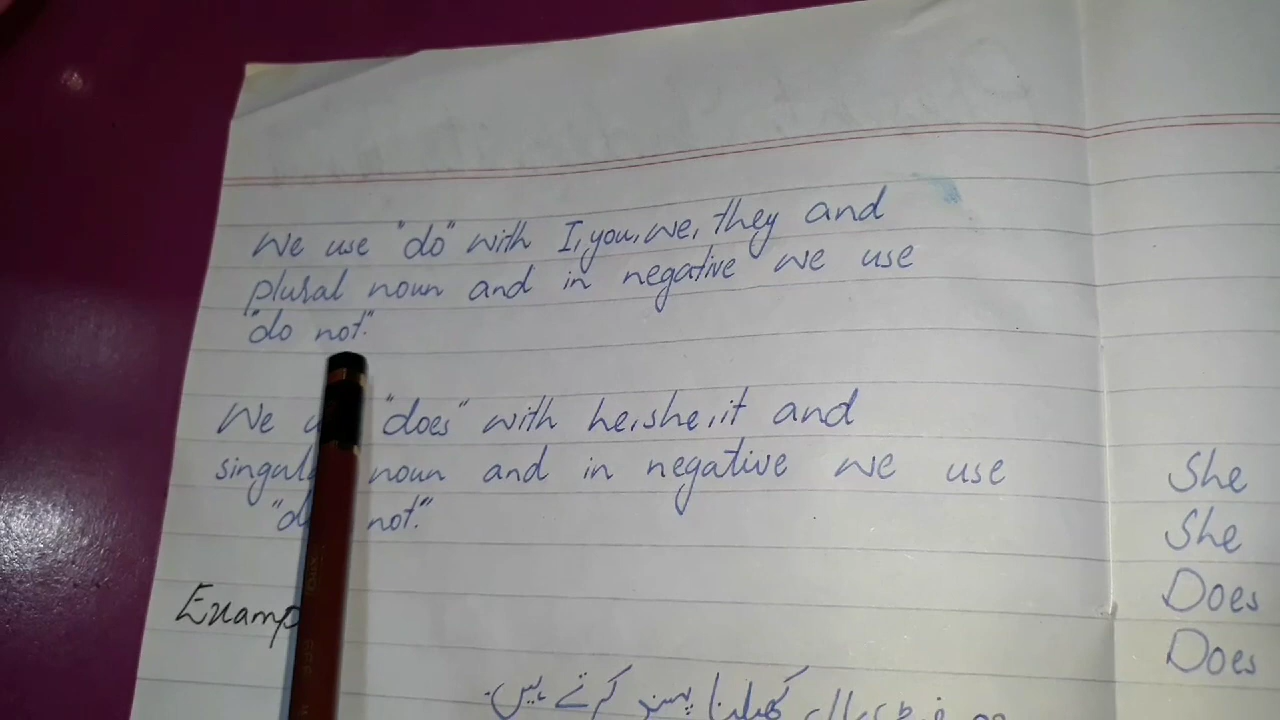 We use "do" with I, you, we, they and
plural noun and in negative we use
"do not."
We "does" with he, she, it and
noun and in negative we use
not."
کھیلنا پسند کرتے ہیں۔
She
She
Does
Does